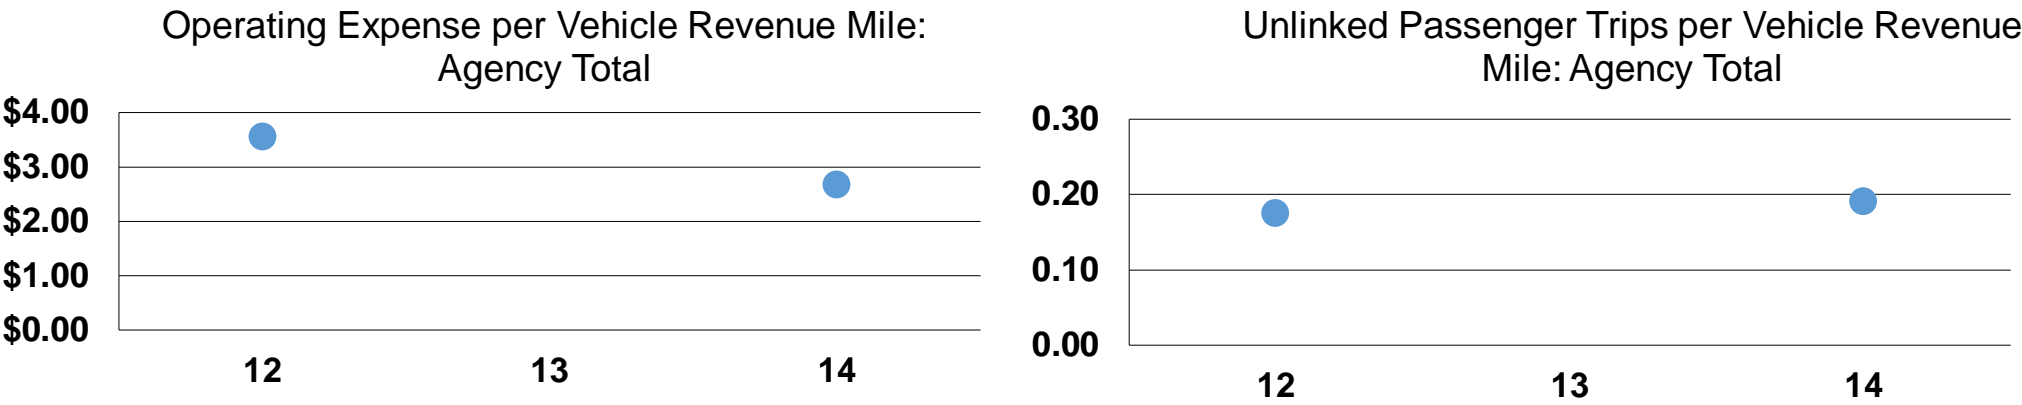 Operating Expense per Vehicle Revenue Mile:
Agency Total
$4.00
$3.00
$2.00
$1.00
$0.00
12 13 14
Unlinked Passenger Trips per Vehicle Revenue
Mile: Agency Total
0.30
0.20
0.10
0.00
12 13 14